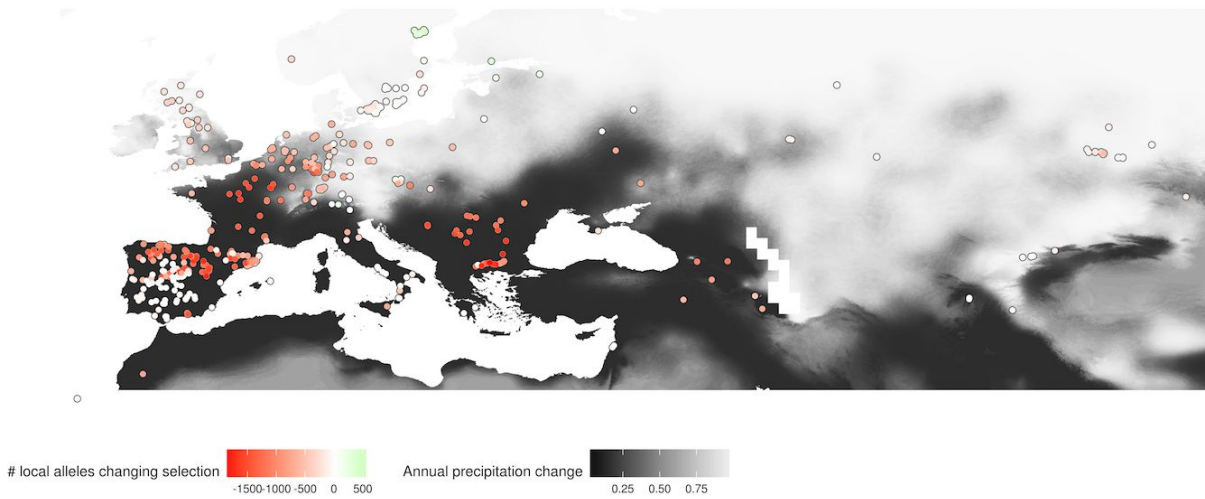 # local alleles changing selection
-1500 -1000 -500 0 500
Annual precipitation change
0.25 0.50 0.75